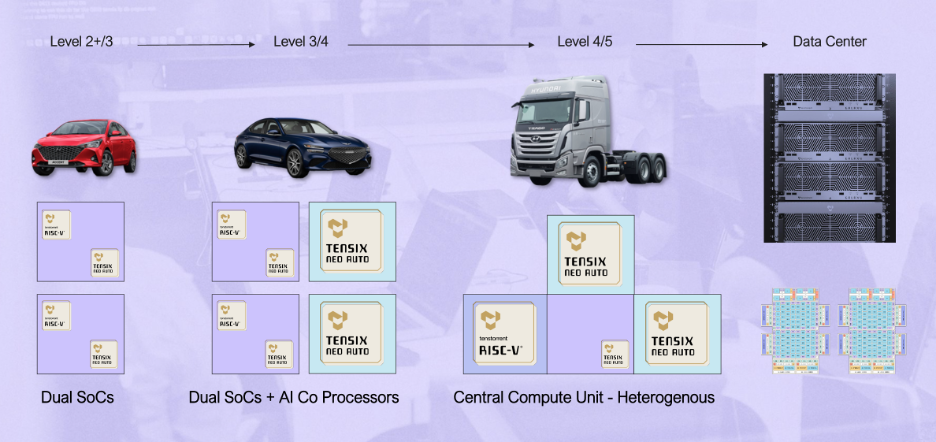 Level 2+/3
Level 3/4
Level 4/5
Data Center
tenstorrent
RISC-V
TENSIX
NEO AUTO
tenstorrent
RISC-V
TENSIX
NEO AUTO
TENSIX
NEO AUTO
TENSIX
NEO AUTO
tenstorrent
RISC-V
TENSIX
NEO AUTO
tenstorrent
RISC-V
TENSIX
NEO AUTO
TENSIX
NEO AUTO
tenstorrent
RISC-V
TENSIX
NEO AUTO
TENSIX
NEO AUTO
Dual SoCs
Dual SoCs + AI Co Processors
Central Compute Unit - Heterogenous